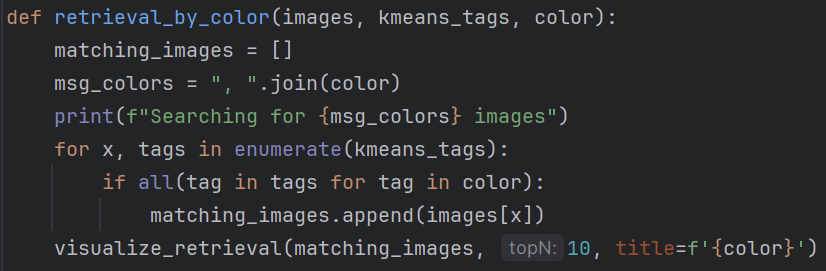 def retrieval_by_color(images, kmeans_tags, color):
    matching_images = []
    msg_colors = ", ".join(color)
    print(f"Searching for {msg_colors} images")
    for x, tags in enumerate(kmeans_tags):
        if all(tag in tags for tag in color):
            matching_images.append(images[x])
    visualize_retrieval(matching_images, topN: 10, title=f'{color}')